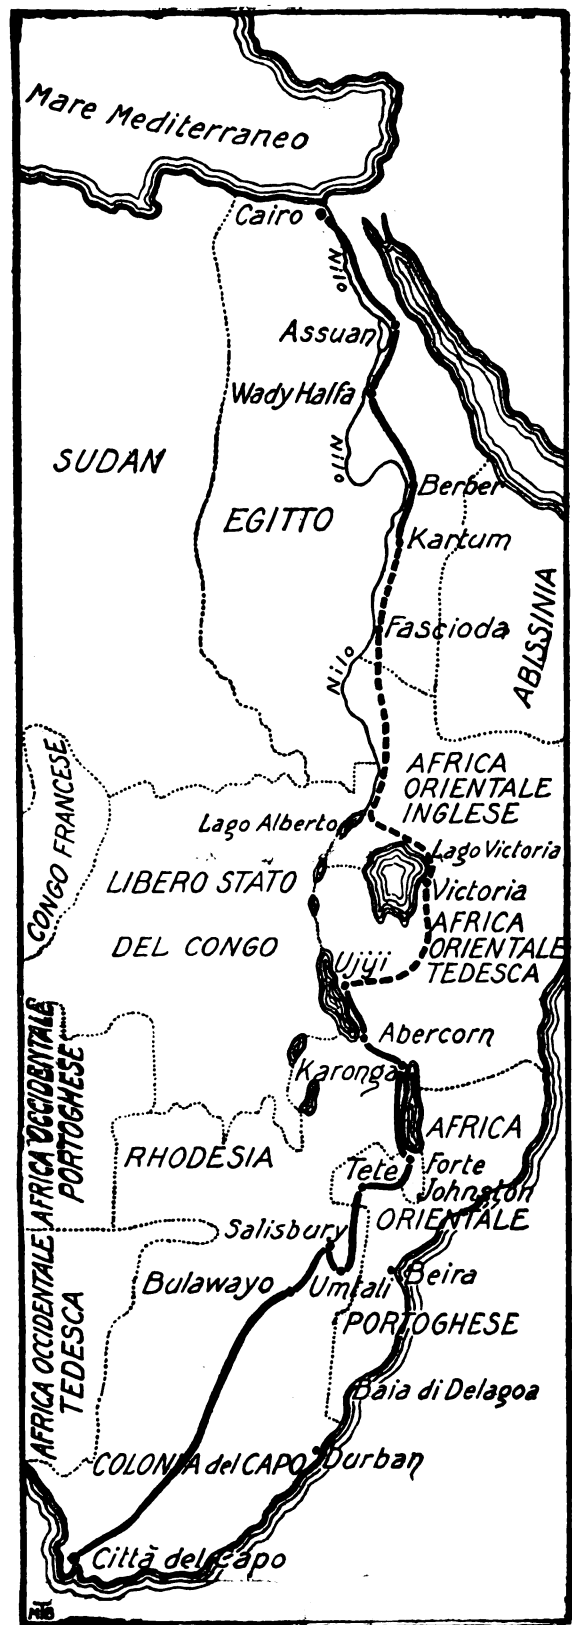 Mare Mediterraneo
Cairo
Nilo
Assuan
Wady Halfa
Nilo
SUDAN
Berber
EGITTO
Kartum
Fascioda
ABISSINIA
Nilo
AFRICA
ORIENTALE
INGLESE
CONGO FRANCESE
Lago Alberto
Lago Victoria
LIBERO STATO
DEL CONGO
Victoria
AFRICA
ORIENTALE
TEDESCA
Ujiji
Abercorn
AFRICA OCCIDENTALE
PORTOGHESE
Karonga
AFRICA
ORIENTALE
PORTOGHESE
RHODESIA
Tete
Forte
Johnston
Salisbury
Bulawayo
Umtali
Beira
AFRICA OCCIDENTALE
TEDESCA
Baia di Delagoa
COLONIA del CAPO
Durban
Città del Capo